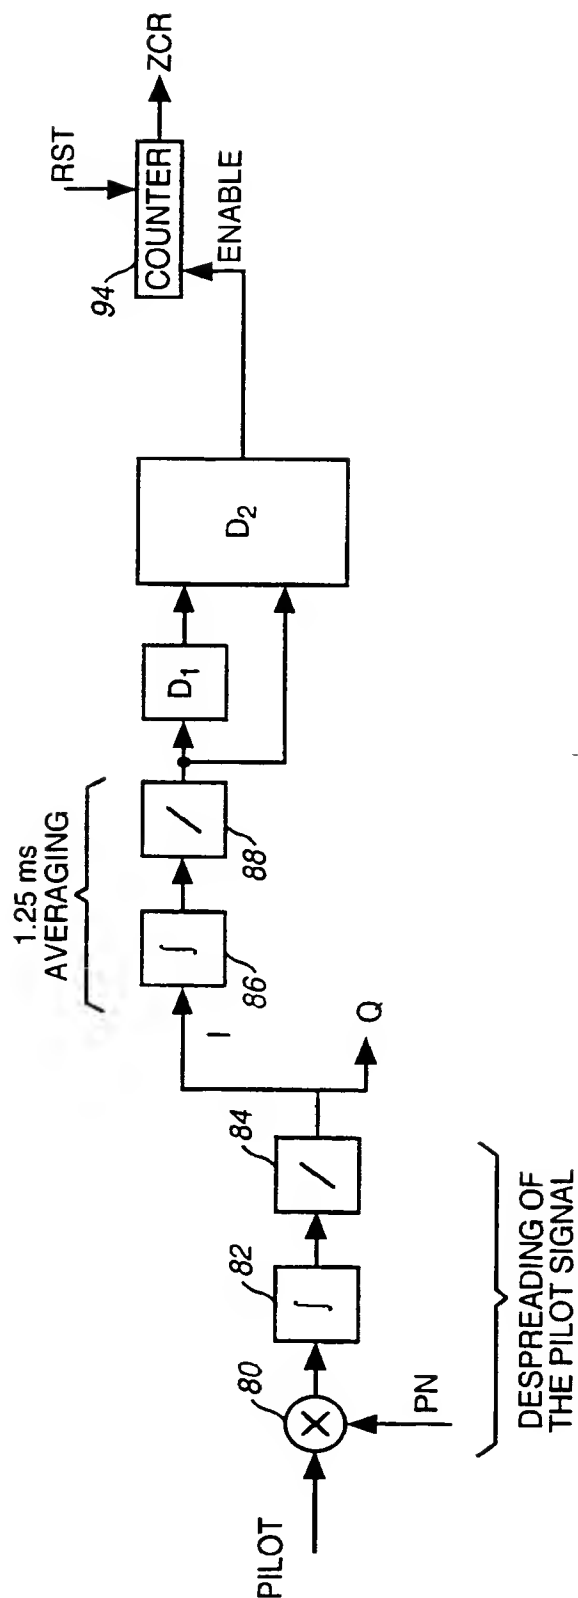 PILOT
80
PN
82
84
DESPREADING OF
THE PILOT SIGNAL
I
Q
86
88
1.25 ms
AVERAGING
D1
D2
ENABLE
94
COUNTER
RST
ZCR